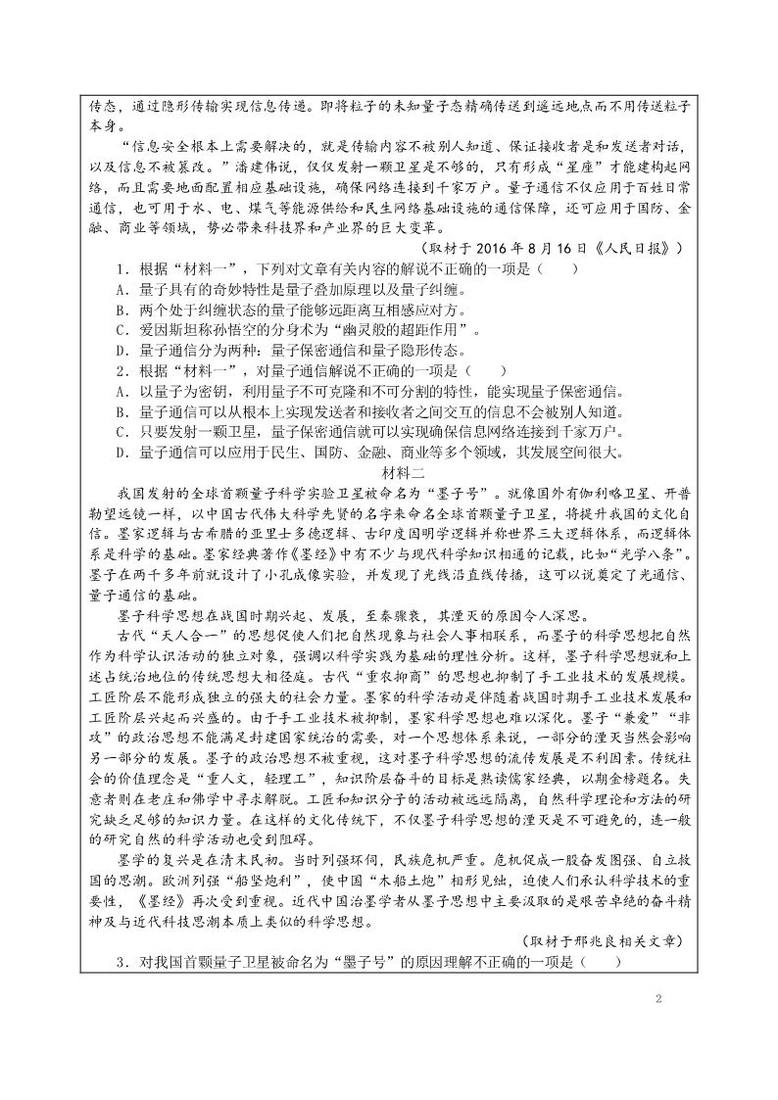 传态，通过隐形传输实现信息传递。即将粒子的未知量子态精确传送到遥远地点而不用传送粒子
本身。
“信息安全根本上需要解决的，就是传输内容不被别人知道、保证接收者是和发送者对话，
以及信息不被篡改。”潘建伟说，仅仅发射一颗卫星是不够的，只有形成“星座”才能建构起网
络，而且需要地面配置相应基础设施，确保网络连接到千家万户。量子通信不仅应用于百姓日常
通信，也可用于水、电、煤气等能源供给和民生网络基础设施的通信保障，还可应用于国防、金
融、商业等领域，势必带来科技界和产业界的巨大变革。
（取材于 2016 年 8 月 16 日《人民日报》）
1．根据“材料一”，下列对文章有关内容的解说不正确的一项是（　　）
A．量子具有的奇妙特性是量子叠加原理以及量子纠缠。
B．两个处于纠缠状态的量子能够远距离互相感应对方。
C．爱因斯坦称孙悟空的分身术为“幽灵般的超距作用”。
D．量子通信分为两种：量子保密通信和量子隐形传态。
2．根据“材料一”，对量子通信解说不正确的一项是（　　）
A．以量子为密钥，利用量子不可克隆和不可分割的特性，能实现量子保密通信。
B．量子通信可以从根本上实现发送者和接收者之间交互的信息不会被别人知道。
C．只要发射一颗卫星，量子保密通信就可以实现确保信息网络连接到千家万户。
D．量子通信可以应用于民生、国防、金融、商业等多个领域，其发展空间很大。
材料二
我国发射的全球首颗量子科学实验卫星被命名为“墨子号”。就像国外有伽利略卫星、开普
勒望远镜一样，以中国古代伟大科学先贤的名字来命名全球首颗量子卫星，将提升我国的文化自
信。墨家逻辑与古希腊的亚里士多德逻辑、古印度因明学逻辑并称世界三大逻辑体系，而逻辑体
系是科学的基础。墨家经典著作《墨经》中有不少与现代科学知识相通的记载，比如“光学八条”。
墨子在两千多年前就设计了小孔成像实验，并发现了光线沿直线传播，这可以说奠定了光通信、
量子通信的基础。
墨子科学思想在战国时期兴起、发展，至秦骤衰，其湮灭的原因令人深思。
古代“天人合一”的思想促使人们把自然现象与社会人事相联系，而墨子的科学思想把自然
作为科学认识活动的独立对象，强调以科学实践为基础的理性分析。这样，墨子科学思想就和上
述占统治地位的传统思想大相径庭。古代“重农抑商”的思想也抑制了手工业技术的发展规模。
工匠阶层不能形成独立的强大的社会力量。墨家的科学活动是伴随着战国时期手工业技术发展和
工匠阶层兴起而兴盛的。由于手工业技术被抑制，墨家科学思想也难以深化。墨子“兼爱”“非
攻”的政治思想不能满足封建国家统治的需要，对一个思想体系来说，一部分的湮灭当然会影响
另一部分的发展。墨子的政治思想不被重视，这对墨子科学思想的流传发展是不利因素。传统社
会的价值理念是“重人文，轻理工”，知识阶层奋斗的目标是熟读儒家经典，以期金榜题名。失
意者则在老庄和佛学中寻求解脱。工匠和知识分子的活动被远远隔离，自然科学理论和方法的研
究缺乏足够的知识力量。在这样的文化传统下，不仅墨子科学思想的湮灭是不可避免的，连一般
的研究自然的科学活动也受到阻碍。
墨学的复兴是在清末民初。当时列强环伺，民族危机严重。危机促成一股奋发图强、自立救
国的思潮。欧洲列强“船坚炮利”，使中国“木船土炮”相形见绌，迫使人们承认科学技术的重
要性，《墨经》再次受到重视。近代中国治墨学者从墨子思想中主要汲取的是艰苦卓绝的奋斗精
神及与近代科技思潮本质上类似的科学思想。
（取材于邢兆良相关文章）
3．对我国首颗量子卫星被命名为“墨子号”的原因理解不正确的一项是（　　）
2